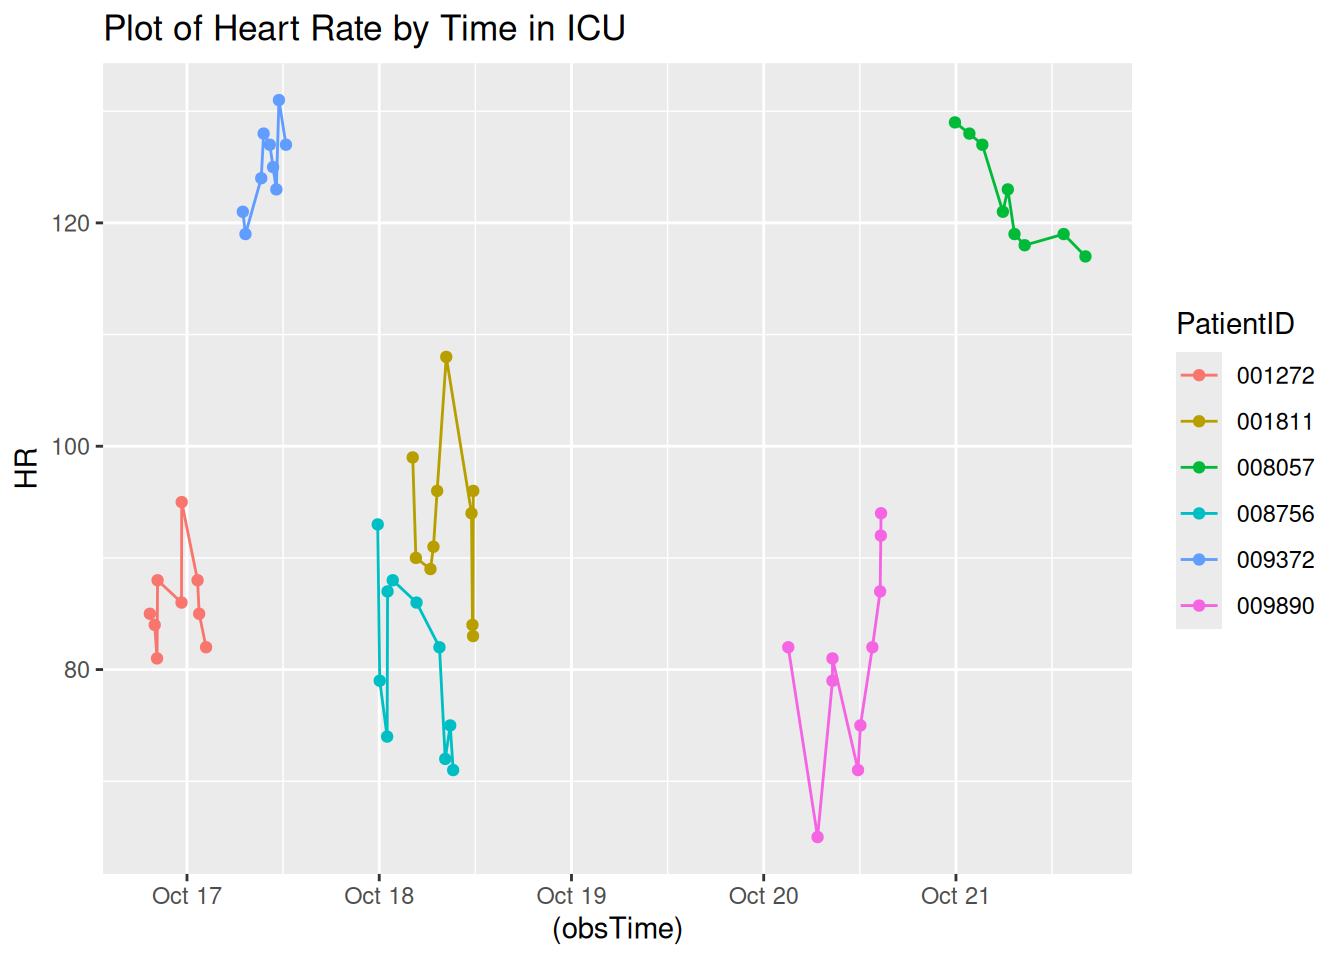 Plot of Heart Rate by Time in ICU
HR
120
100
80
Oct 17
Oct 18
Oct 19
Oct 20
Oct 21
(obsTime)
PatientID
001272
001811
008057
008756
009372
009890